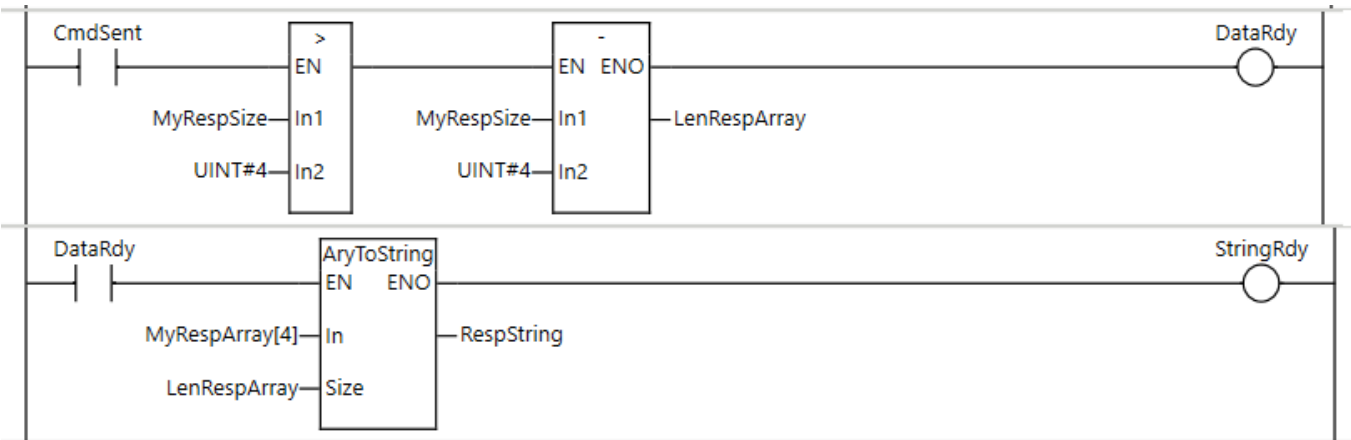 CmdSent > - DataRdy
EN EN ENO
MyRespSize In1 MyRespSize In1 LenRespArray
UINT#4 In2 UINT#4 In2
DataRdy AryToString StringRdy
EN ENO
MyRespArray[4] In RespString
LenRespArray Size